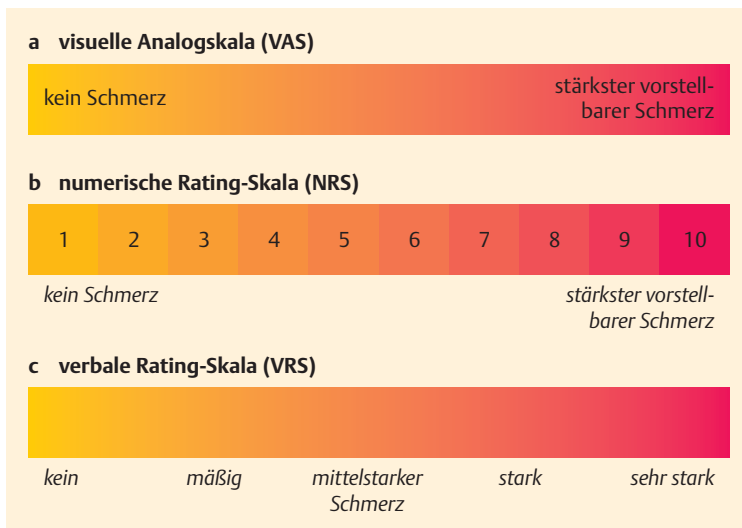 a visuelle Analogskala (VAS)
kein Schmerz
stärkster vorstell-
barer Schmerz
b numerische Rating-Skala (NRS)
1 2 3 4 5 6 7 8 9 10
kein Schmerz stärkster vorstell-
barer Schmerz
c verbale Rating-Skala (VRS)
kein mäßig mittelstarker stark sehr stark
Schmerz